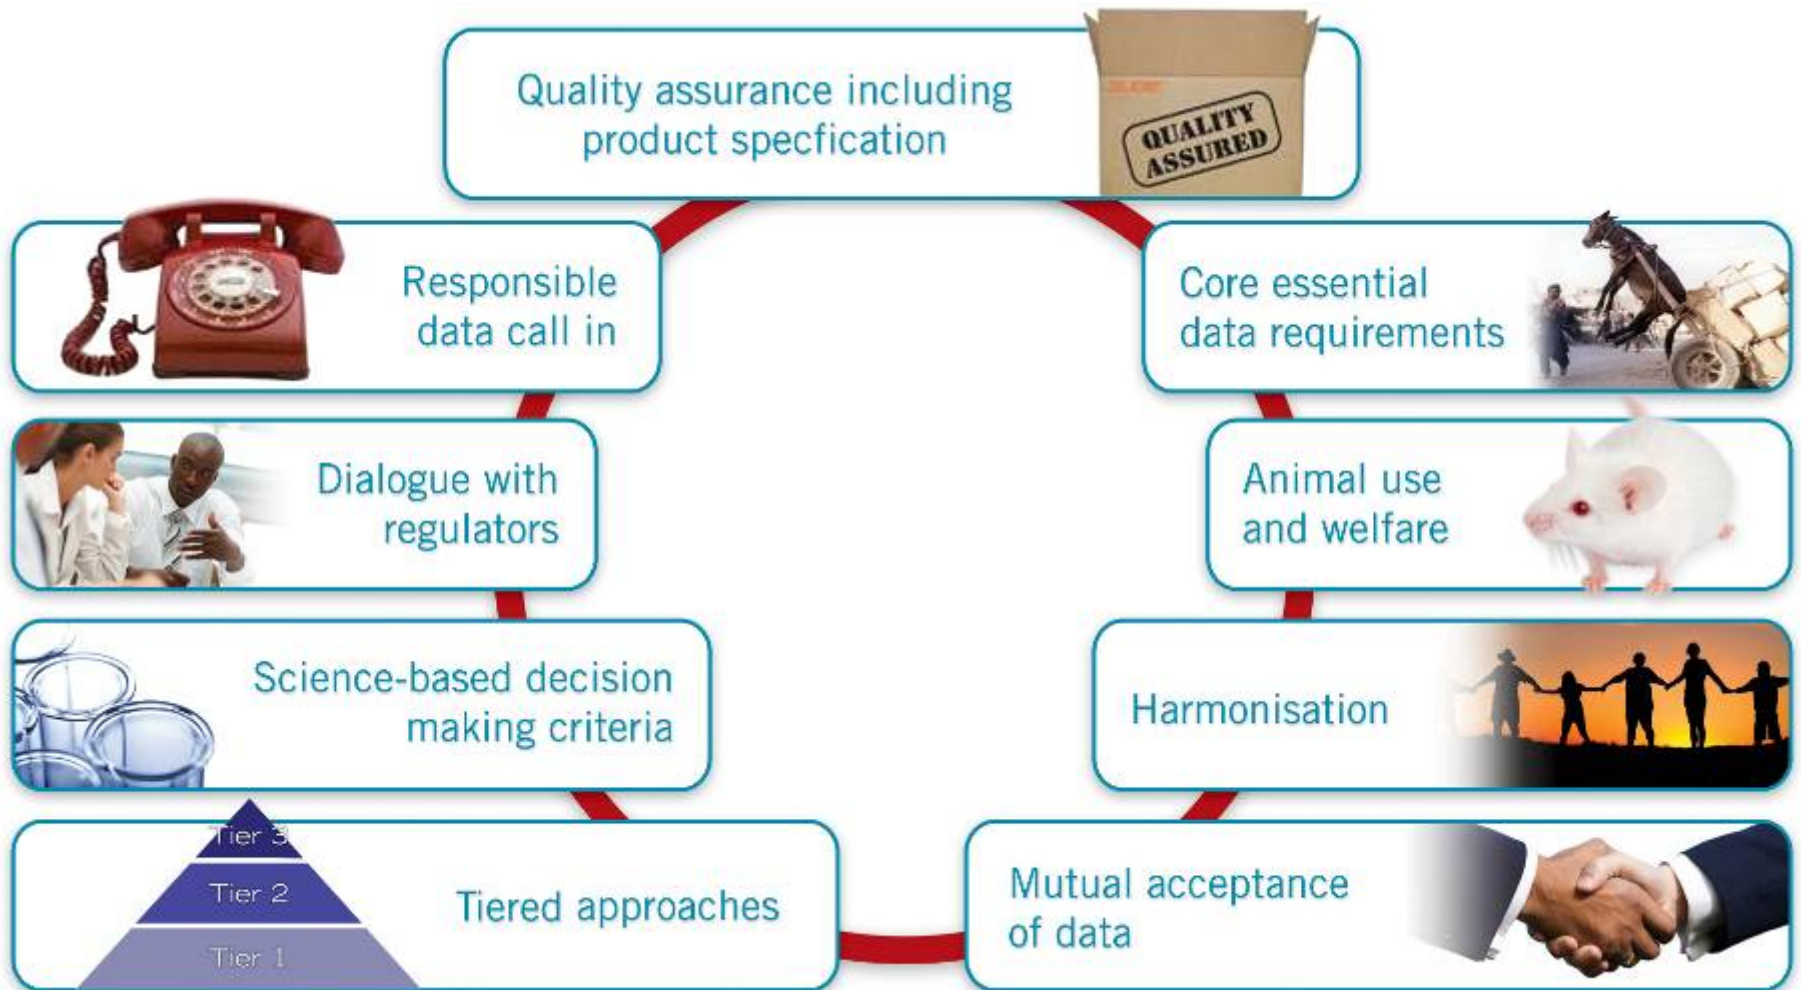 Quality assurance including
product specfication
QUALITY
ASSURED
Responsible
data call in
Core essential
data requirements
Dialogue with
regulators
Animal use
and welfare
Science-based decision
making criteria
Harmonisation
Tier 3
Tier 2
Tier 1
Tiered approaches
Mutual acceptance
of data